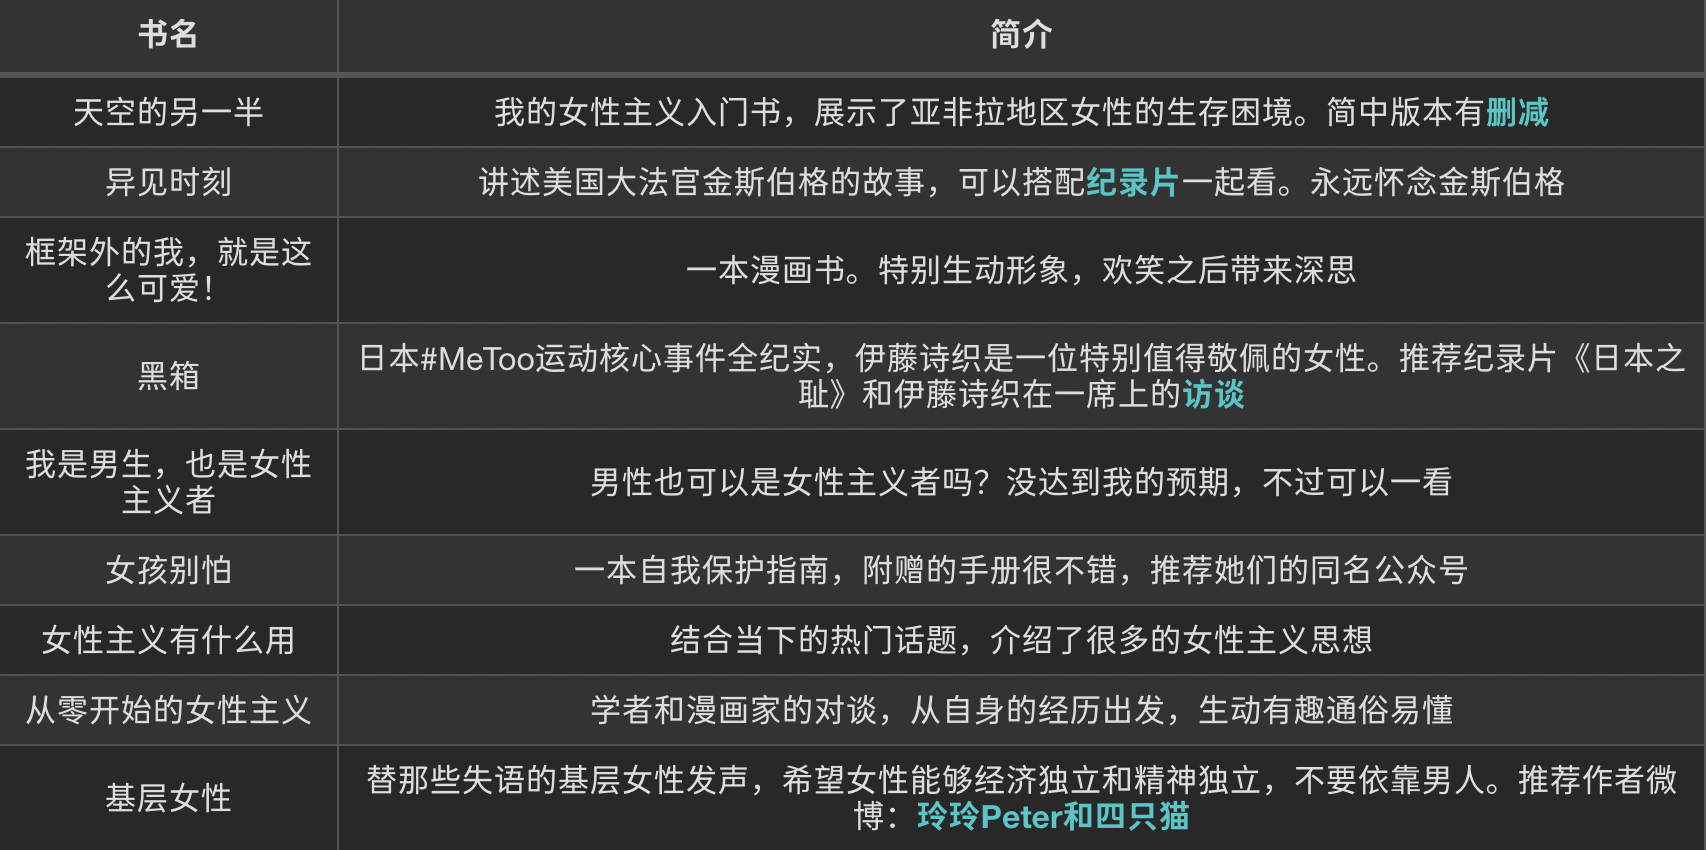 书名
简介
天空的另一半
我的女性主义入门书，展示了亚非拉地区女性的生存困境。简中版本有删减
异见时刻
讲述美国大法官金斯伯格的故事，可以搭配纪录片一起看。永远怀念金斯伯格
框架外的我，就是这
么可爱！
一本漫画书。特别生动形象，欢笑之后带来深思
黑箱
日本#MeToo运动核心事件全纪实，伊藤诗织是一位特别值得敬佩的女性。推荐纪录片《日本之
耻》和伊藤诗织在一席上的访谈
我是男生，也是女性
主义者
男性也可以是女性主义者吗？没达到我的预期，不过可以一看
女孩别怕
一本自我保护指南，附赠的手册很不错，推荐她们的同名公众号
女性主义有什么用
结合当下的热门话题，介绍了很多的女性主义思想
从零开始的女性主义
学者和漫画家的对谈，从自身的经历出发，生动有趣通俗易懂
基层女性
替那些失语的基层女性发声，希望女性能够经济独立和精神独立，不要依靠男人。推荐作者微
博：玲玲Peter和四只猫